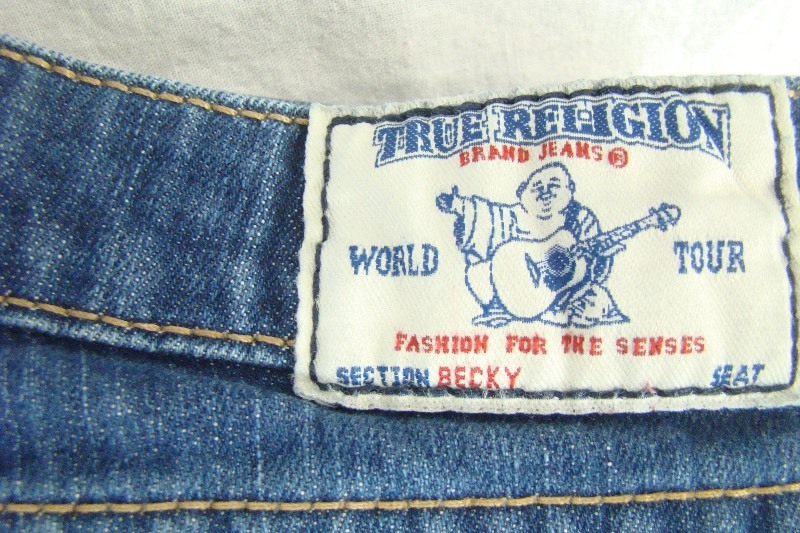 TRUE RELIGION
BRAND JEANS®
WORLD TOUR
FASHION FOR THE SENSES
SECTION BECKY SEAT